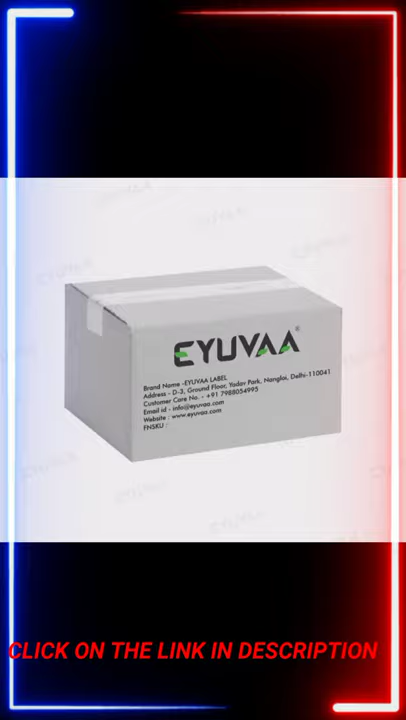 EYUVAA®
Brand Name -EYUVAA LABEL
Address - D-3, Ground Floor, Yadav Park, Nangloi, Delhi-110041
Customer Care No. - +91 7988054995
Email id - info@eyuvaa.com
Website : www.eyuvaa.com
FNSKU :
CLICK ON THE LINK IN DESCRIPTION